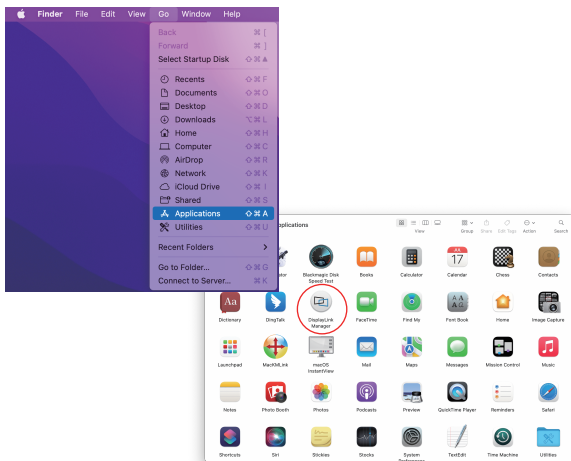 Finder File Edit View Go Window Help
Back ⌘ [
Forward ⌘ ]
Select Startup Disk ⇧⌘▲
Recents ⇧⌘F
Documents ⇧⌘O
Desktop ⇧⌘D
Downloads ⌥⌘L
Home ⇧⌘H
Computer ⇧⌘C
AirDrop ⇧⌘R
Network ⇧⌘K
iCloud Drive ⇧⌘I
Shared ⇧⌘S
Applications ⇧⌘A
Utilities ⇧⌘U
Recent Folders
Go to Folder... ⇧⌘G
Connect to Server... ⌘K
pplications
View Group Share Edit Tags Action Search
Blackmagic Disk
Speed Test
Books
Calculator
JUL
17
Calendar
Chess
Contacts
Aa
Dictionary
DingTalk
DisplayLink
Manager
FaceTime
Find My
Font Book
Home
Image Capture
Launchpad
MacKMLink
macOS
InstantView
Mail
Maps
Messages
Mission Control
Music
Notes
Photo Booth
Photos
Podcasts
Preview
QuickTime Player
Reminders
Safari
Shortcuts
Siri
Stickies
Stocks
System
TextEdit
Time Machine
Utilities